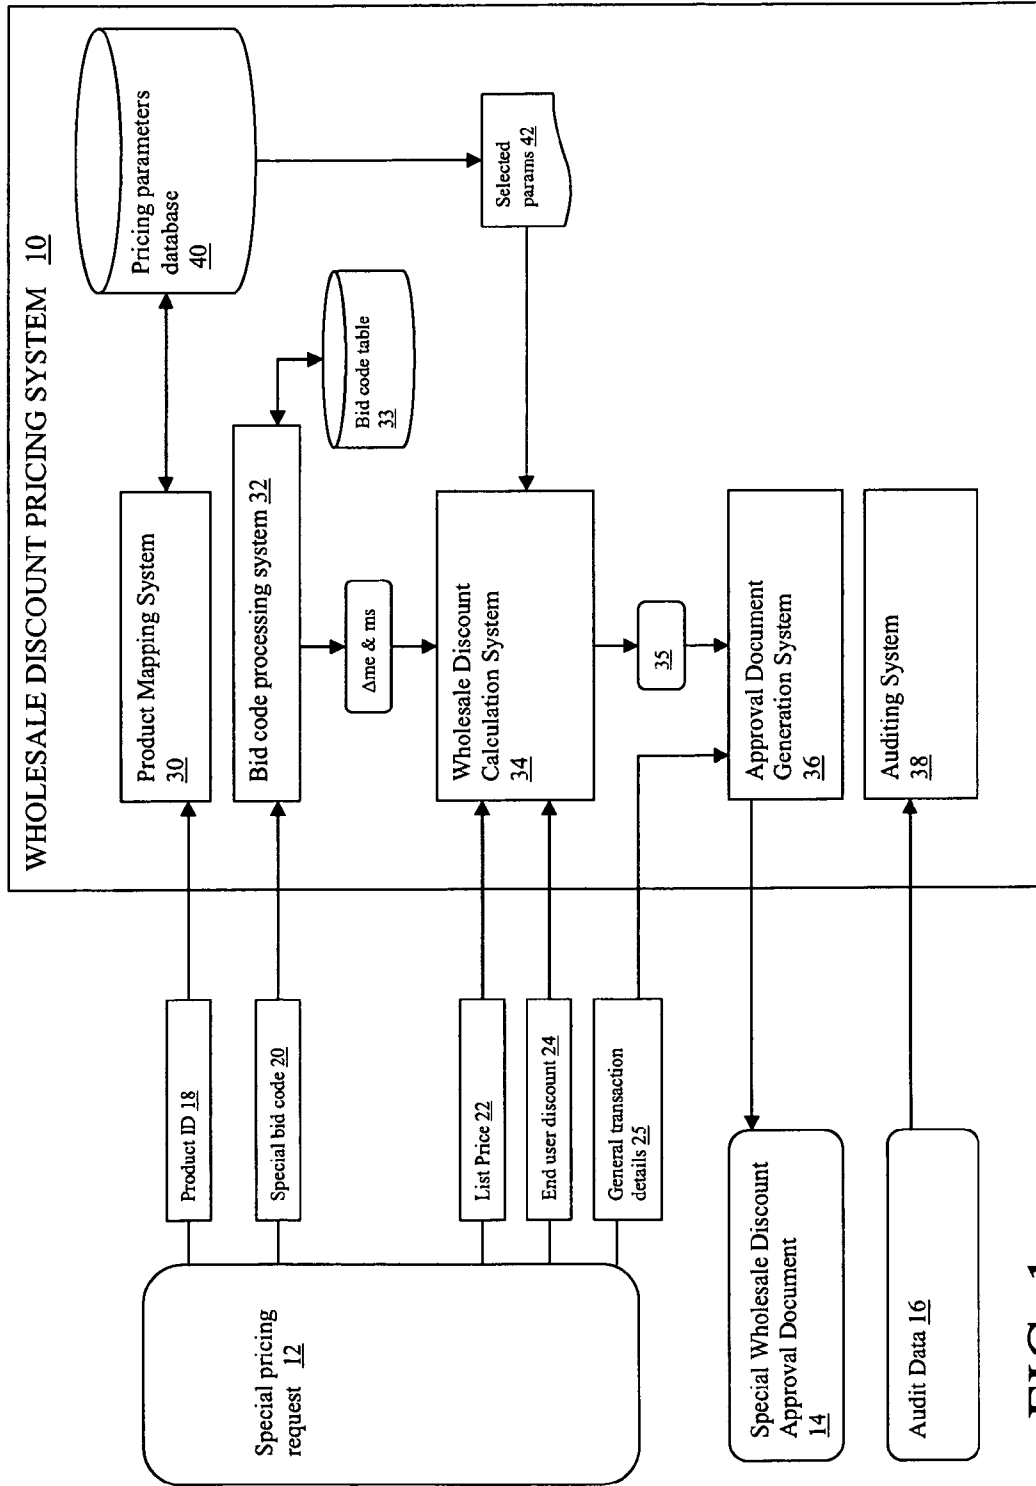 WHOLESALE DISCOUNT PRICING SYSTEM 10
Special pricing
request 12
Product ID 18
Special bid code 20
List Price 22
End user discount 24
General transaction
details 25
Product Mapping System
30
Bid code processing system 32
Δme & ms
Wholesale Discount
Calculation System
34
35
Approval Document
Generation System
36
Auditing System
38
Pricing parameters
database
40
Bid code table
33
Selected
params 42
Special Wholesale Discount
Approval Document
14
Audit Data 16
FIG. 1